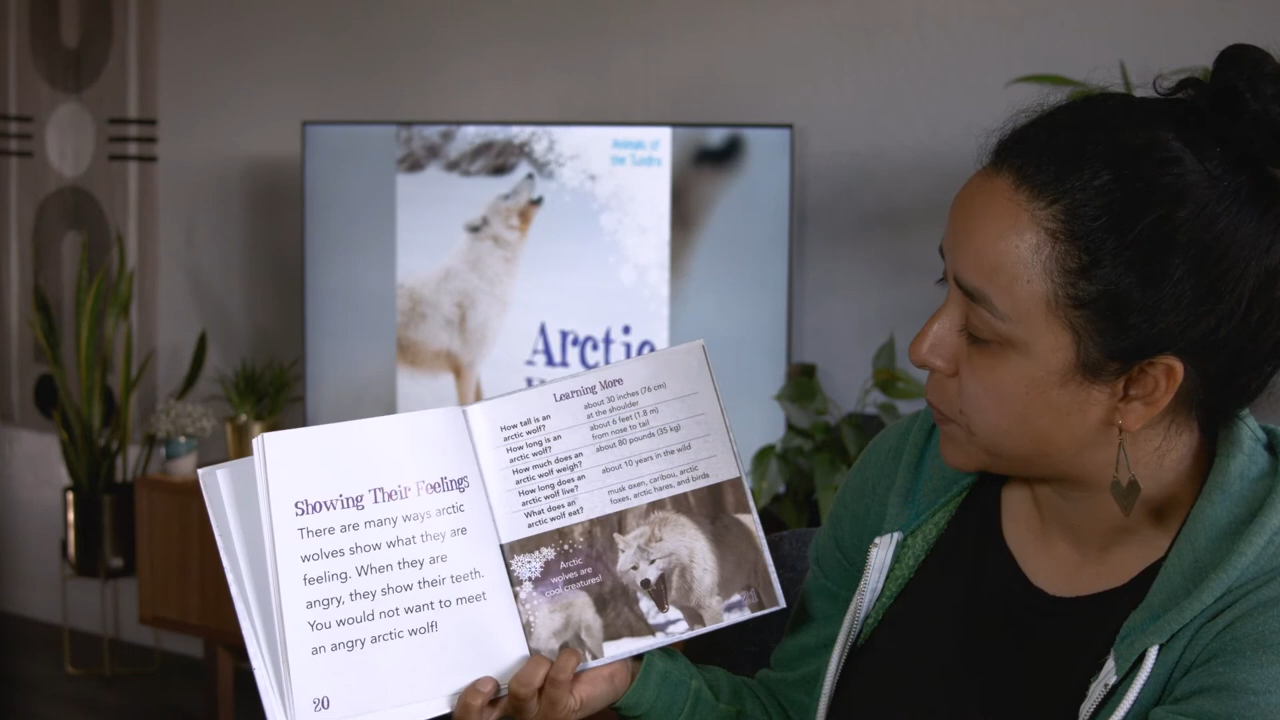 Animals of
the Tundra
Arctic
Showing Their Feelings
There are many ways arctic
wolves show what they are
feeling. When they are
angry, they show their teeth.
You would not want to meet
an angry arctic wolf!
20
Learning More
How tall is an
arctic wolf?
about 30 inches (76 cm)
at the shoulder
How long is an
arctic wolf?
about 6 feet (1.8 m)
from nose to tail
How much does an
arctic wolf weigh?
about 80 pounds (35 kg)
How long does an
arctic wolf live?
about 10 years in the wild
What does an
arctic wolf eat?
musk oxen, caribou, arctic
foxes, arctic hares, and birds
Arctic
wolves are
cool creatures!
21